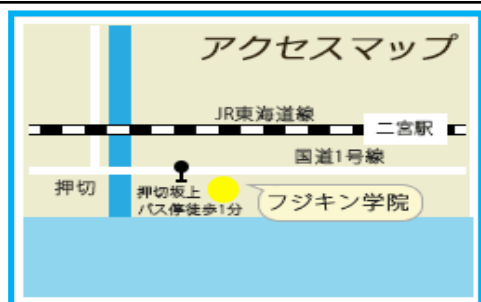 アクセスマップ
JR東海道線
二宮駅
国道1号線
押切
押切坂上
バス停徒歩1分
フジキン学院